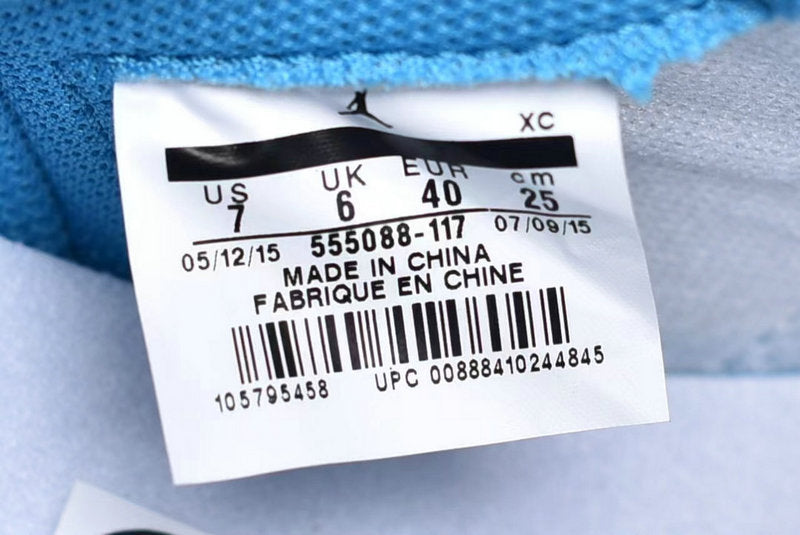 XC
US UK EUR cm
7 6 40 25
05/12/15 555088-117 07/09/15
MADE IN CHINA
FABRIQUE EN CHINE
105795458 UPC 00888410244845